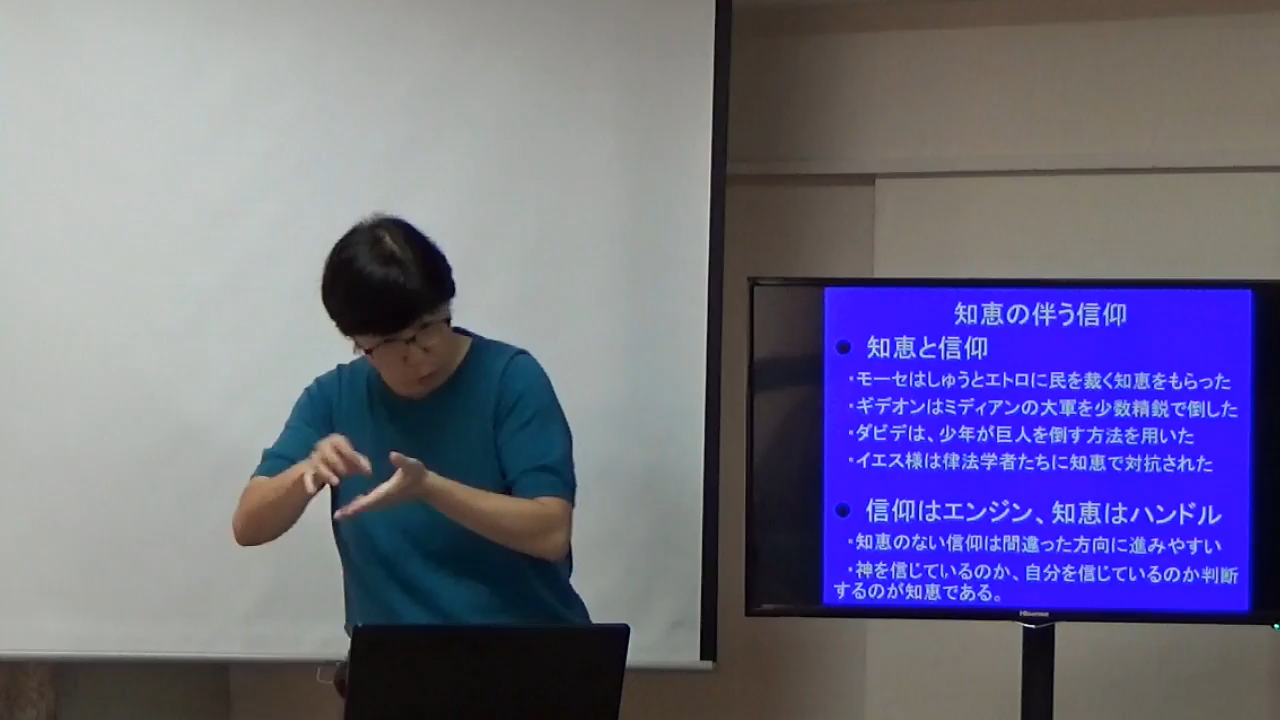 知恵の伴う信仰
● 知恵と信仰
・モーセはしゅうとエトロに民を裁く知恵をもらった
・ギデオンはミディアンの大軍を少数精鋭で倒した
・ダビデは、少年が巨人を倒す方法を用いた
・イエス様は律法学者たちに知恵で対抗された
● 信仰はエンジン、知恵はハンドル
・知恵のない信仰は間違った方向に進みやすい
・神を信じているのか、自分を信じているのか判断
するのが知恵である。
Hisense